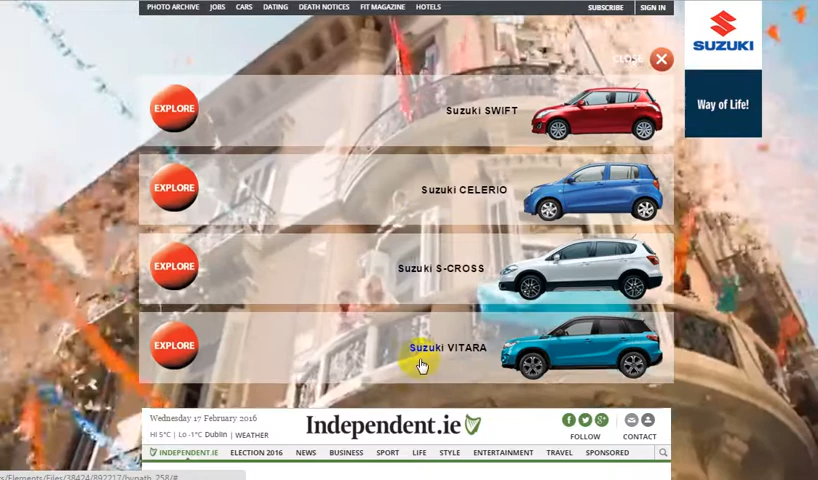 PHOTO ARCHIVE JOBS CARS DATING DEATH NOTICES FIT MAGAZINE HOTELS SUBSCRIBE SIGN IN
SUZUKI
CLOSE
EXPLORE Suzuki SWIFT
Way of Life!
EXPLORE Suzuki CELERIO
EXPLORE Suzuki S-CROSS
EXPLORE Suzuki VITARA
Wednesday 17 February 2016
Independent.ie
Hi 5°C | Lo -1°C Dublin | WEATHER
FOLLOW CONTACT
INDEPENDENT.IE ELECTION 2016 NEWS BUSINESS SPORT LIFE STYLE ENTERTAINMENT TRAVEL SPONSORED